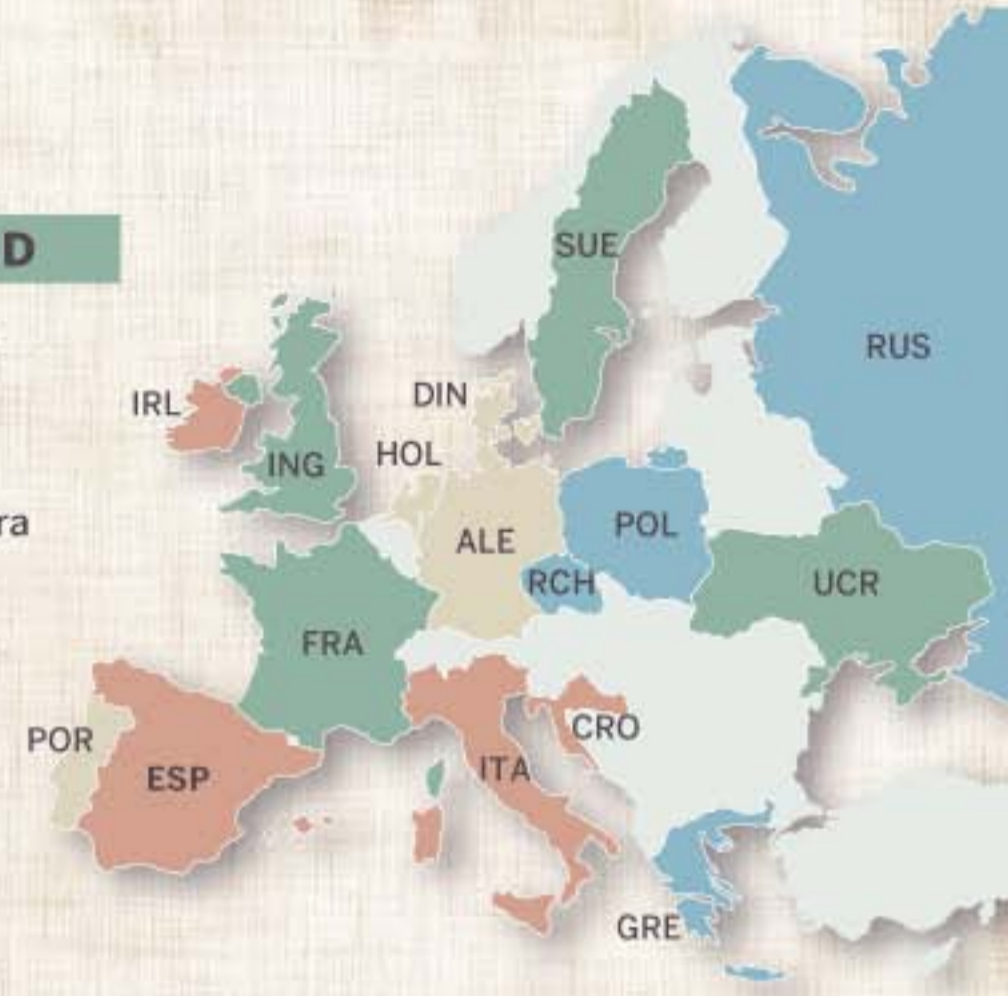 SUE
D
RUS
DIN
IRL
HOL
ING
ra
POL
ALE
RCH
UCR
FRA
CRO
POR
ITA
ESP
GRE